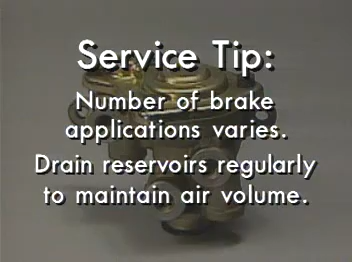 Service Tip:
Number of brake
applications varies.
Drain reservoirs regularly
to maintain air volume.